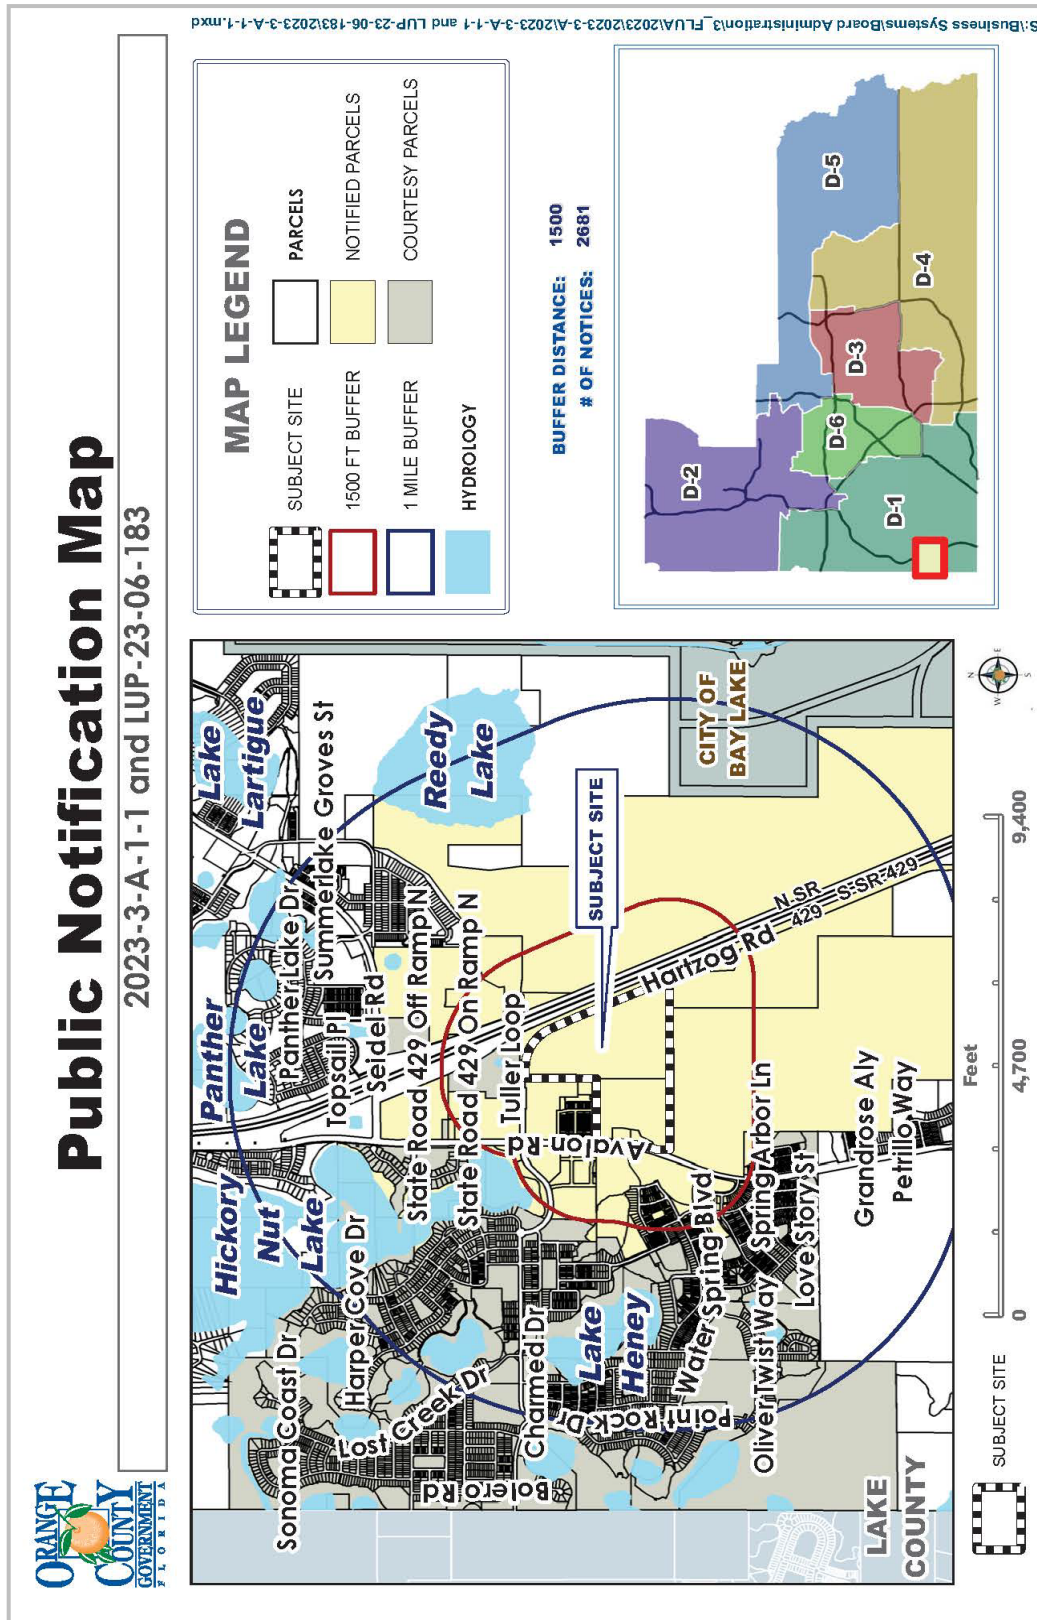 ORANGE
COUNTY
GOVERNMENT
FLORIDA
Public Notification Map
2023-3-A-1-1 and LUP-23-06-183
Hickory
Nut
Lake
Panther
Lake
Lake
Lartigue
Sonoma Coast Dr
Panther Lake Dr
Summerlake Groves St
Harper Cove Dr
Topsail Pl
Seidel Rd
Lost Creek Dr
State Road 429 Off Ramp N
Reedy
Lake
State Road 429 On Ramp N
Bolero Rd
Charmed Dr
Tuller Loop
Lake
Heney
Avalon Rd
SUBJECT SITE
Point Rock Dr
Water Spring Blvd
Hartzog Rd
N SR
429
S SR 429
CITY OF
BAY LAKE
Oliver Twist Way
Spring Arbor Ln
Love Story St
Grandrose Aly
Petrillo Way
LAKE
COUNTY
SUBJECT SITE
Feet
0
4,700
9,400
N
W
E
S
MAP LEGEND
SUBJECT SITE
PARCELS
1500 FT BUFFER
NOTIFIED PARCELS
1 MILE BUFFER
COURTESY PARCELS
HYDROLOGY
BUFFER DISTANCE: 1500
# OF NOTICES: 2681
D-2
D-5
D-6
D-3
D-1
D-4
S:\Business Systems\Board Administration\3_FLUA\2023\2023-3-A\2023-3-A-1-1 and LUP-23-06-183\2023-3-A-1-1.mxd